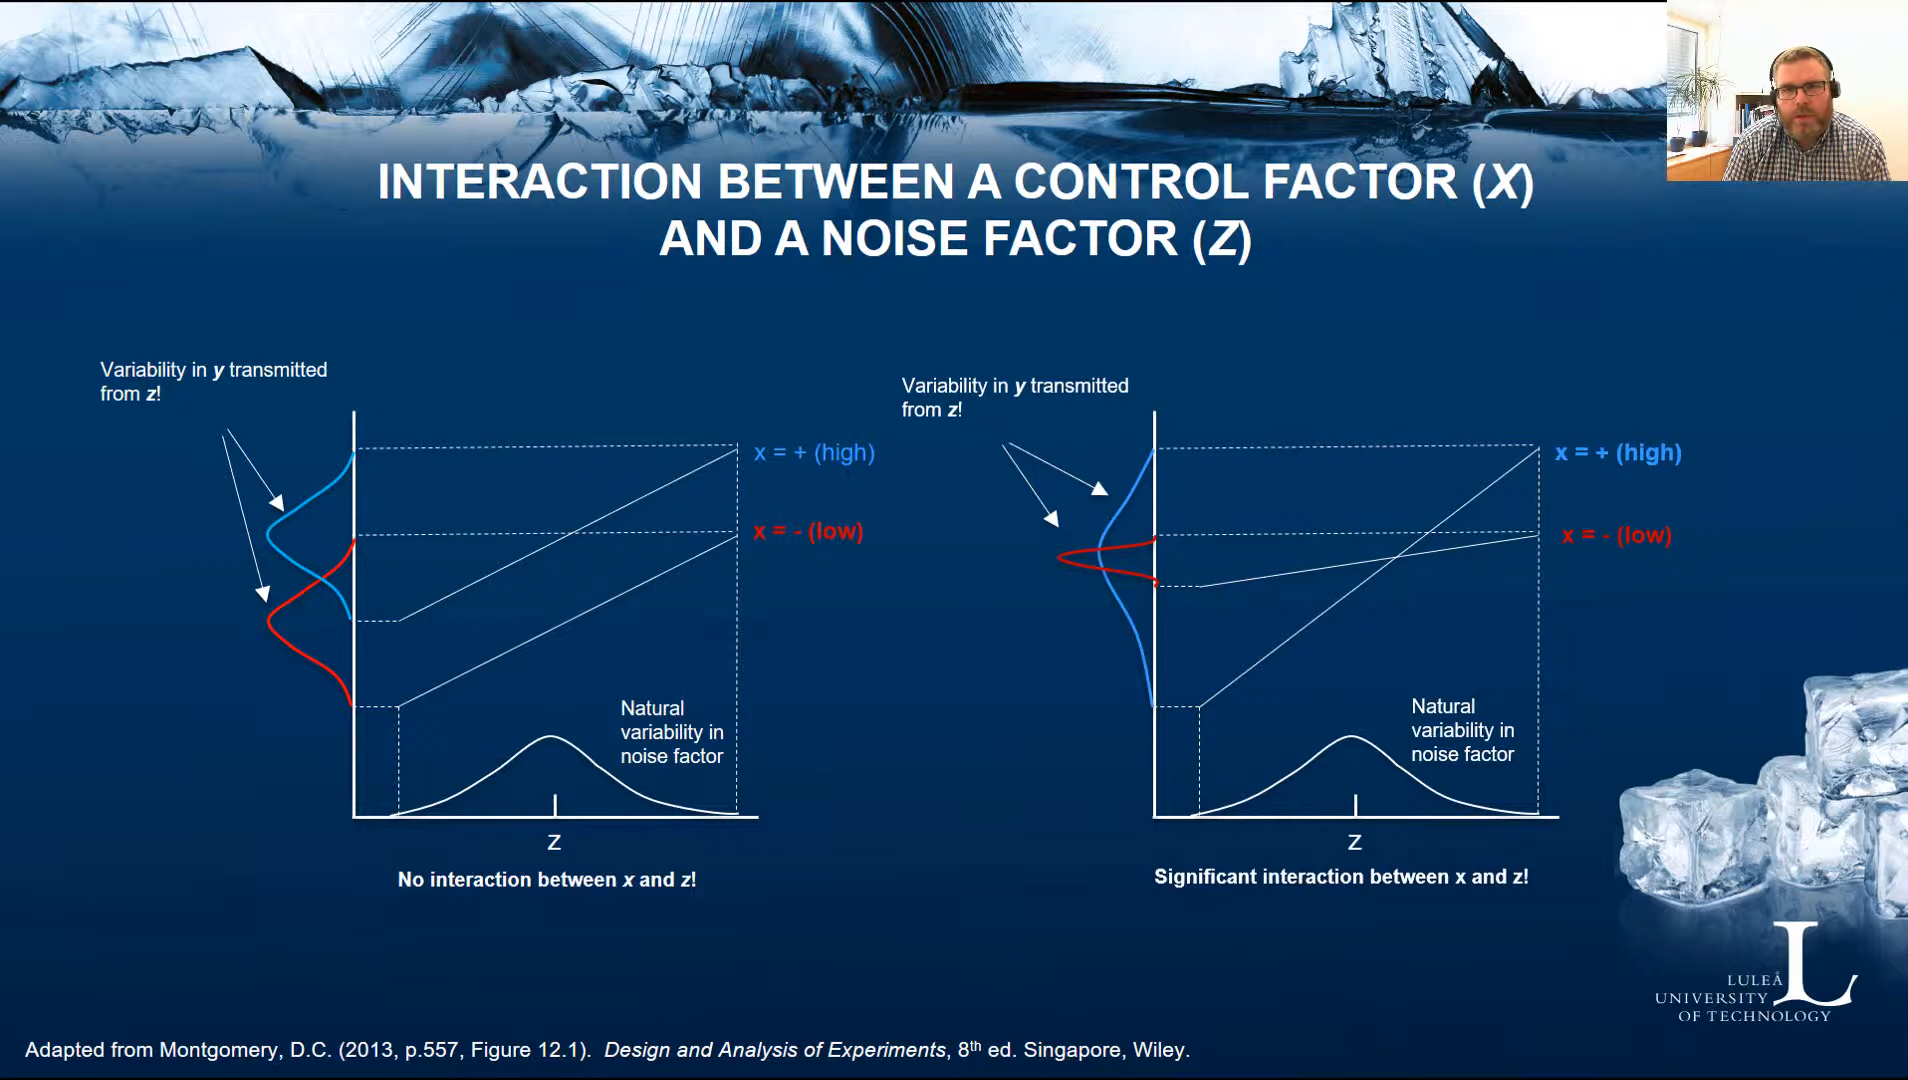 INTERACTION BETWEEN A CONTROL FACTOR (X)
AND A NOISE FACTOR (Z)
Variability in y transmitted
from z!
x = + (high)
x = - (low)
Natural
variability in
noise factor
z
No interaction between x and z!
Variability in y transmitted
from z!
x = + (high)
x = - (low)
Natural
variability in
noise factor
z
Significant interaction between x and z!
LULEÅ
UNIVERSITY
OF TECHNOLOGY
L
Adapted from Montgomery, D.C. (2013, p.557, Figure 12.1). Design and Analysis of Experiments, 8th ed. Singapore, Wiley.